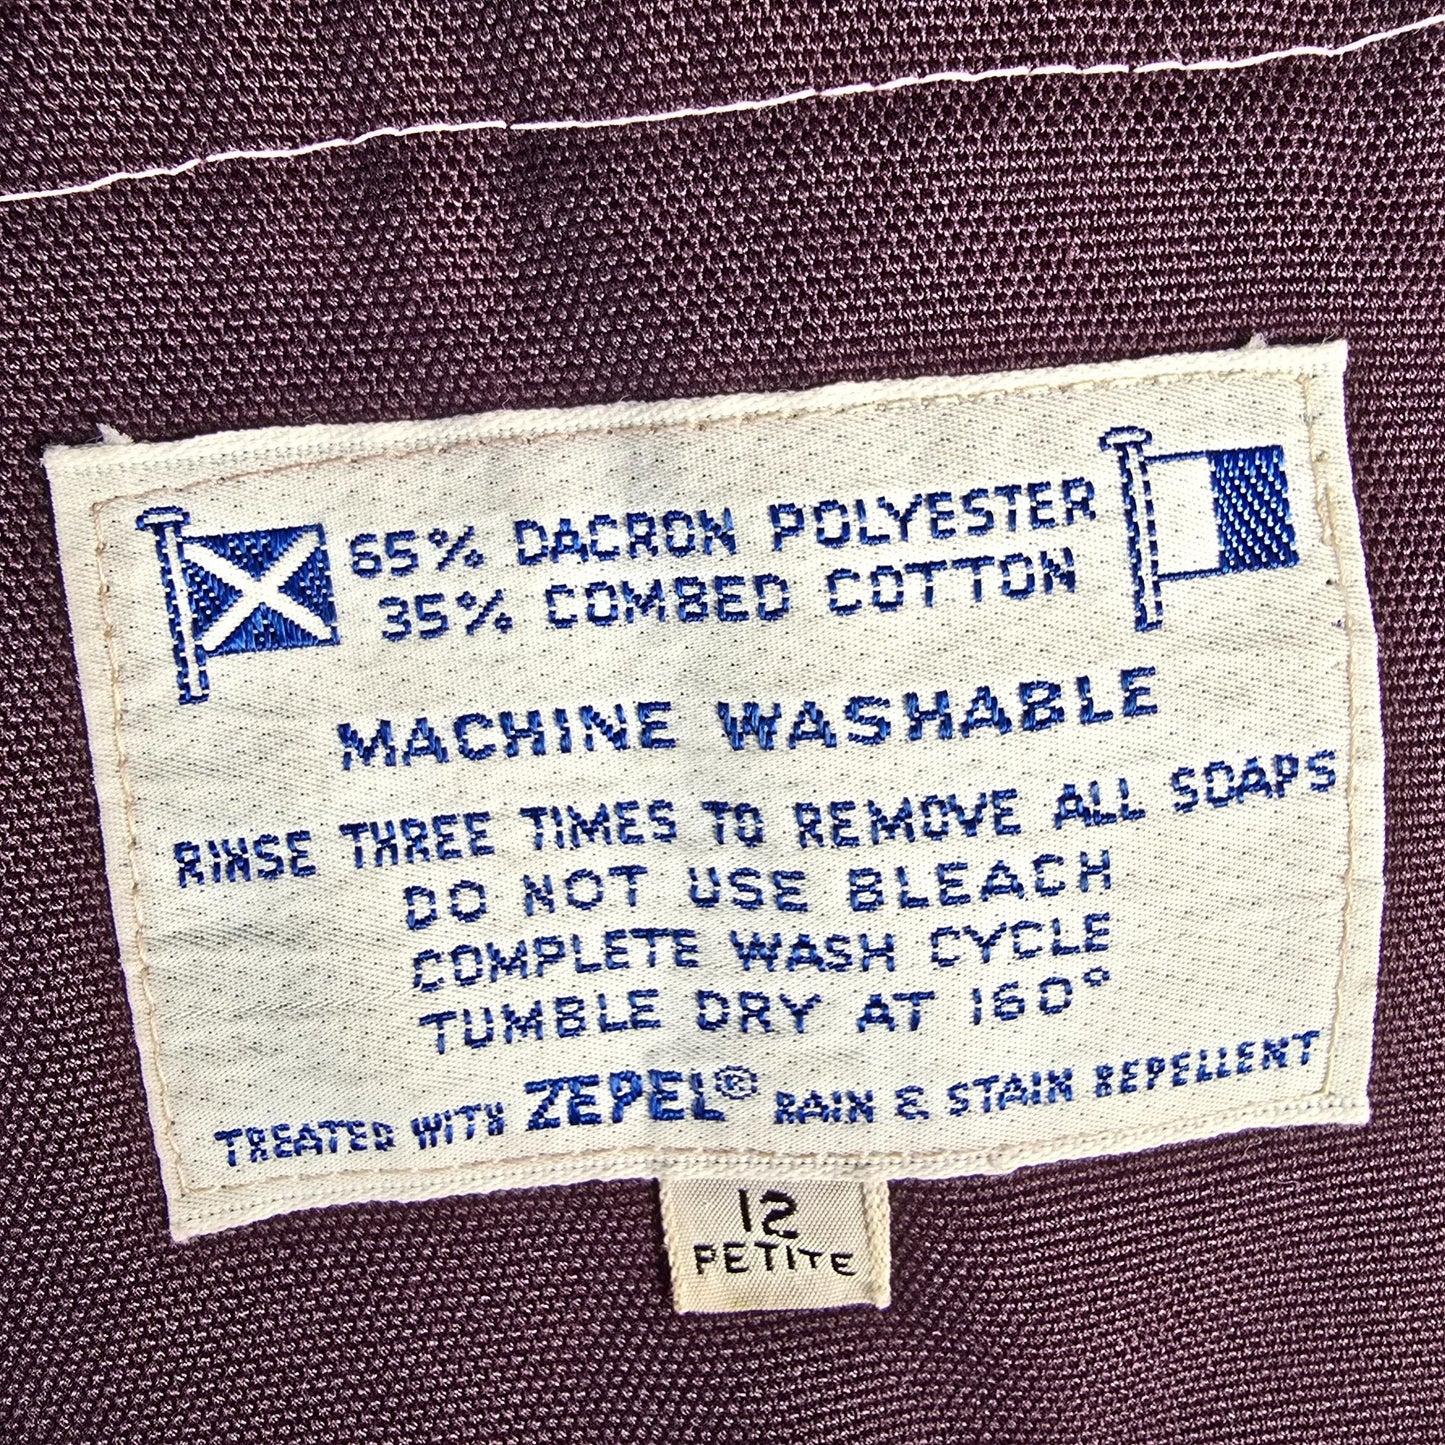 65% DACRON POLYESTER
35% COMBED COTTON
MACHINE WASHABLE
RINSE THREE TIMES TO REMOVE ALL SOAPS
DO NOT USE BLEACH
COMPLETE WASH CYCLE
TUMBLE DRY AT 160°
TREATED WITH ZEPEL® RAIN & STAIN REPELLENT
12
PETITE